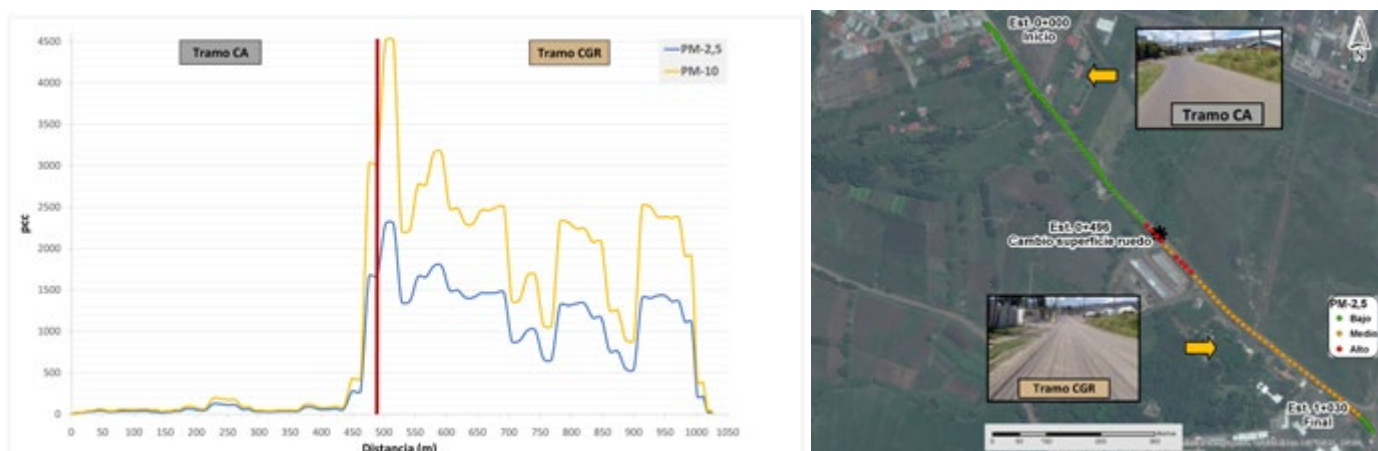 4500
4000
3500
3000
2500
2000
1500
1000
500
0
pcc
Tramo CA
Tramo CGR
PM-2,5
PM-10
0 50 100 150 200 250 300 350 400 450 500 550 600 650 700 750 800 850 900 950 1000 1050
Distancia (m)
Est. 0+000
Inicio
N
Tramo CA
Est. 0+496
Cambio superficie ruedo
Tramo CGR
PM-2,5
Bajo
Medio
Alto
Est. 1+030
Final